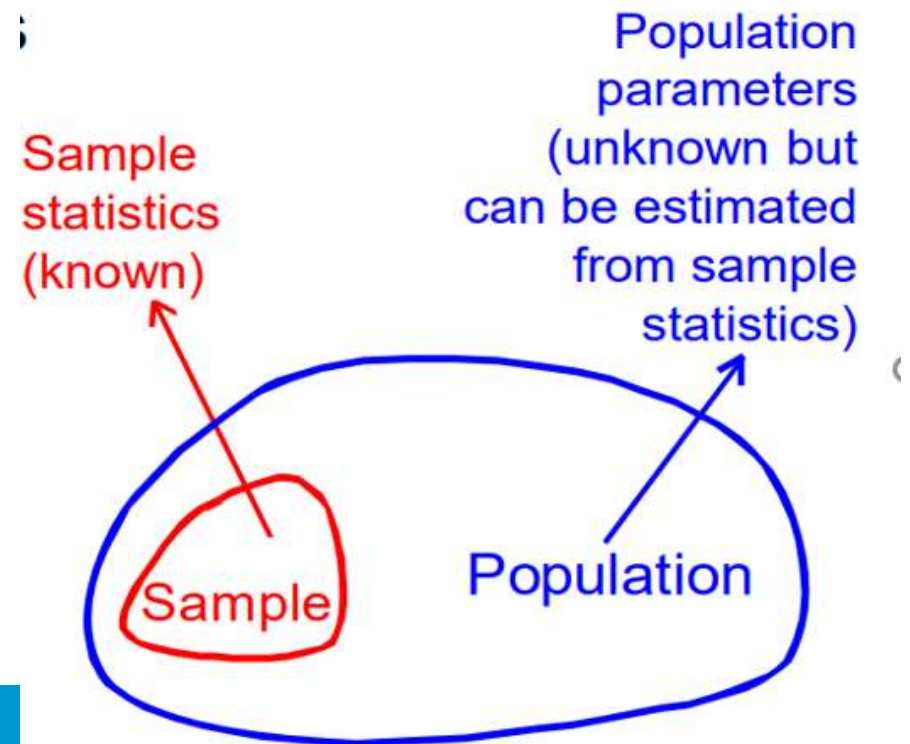 Sample
statistics
(known)
Population
parameters
(unknown but
can be estimated
from sample
statistics)
Sample
Population